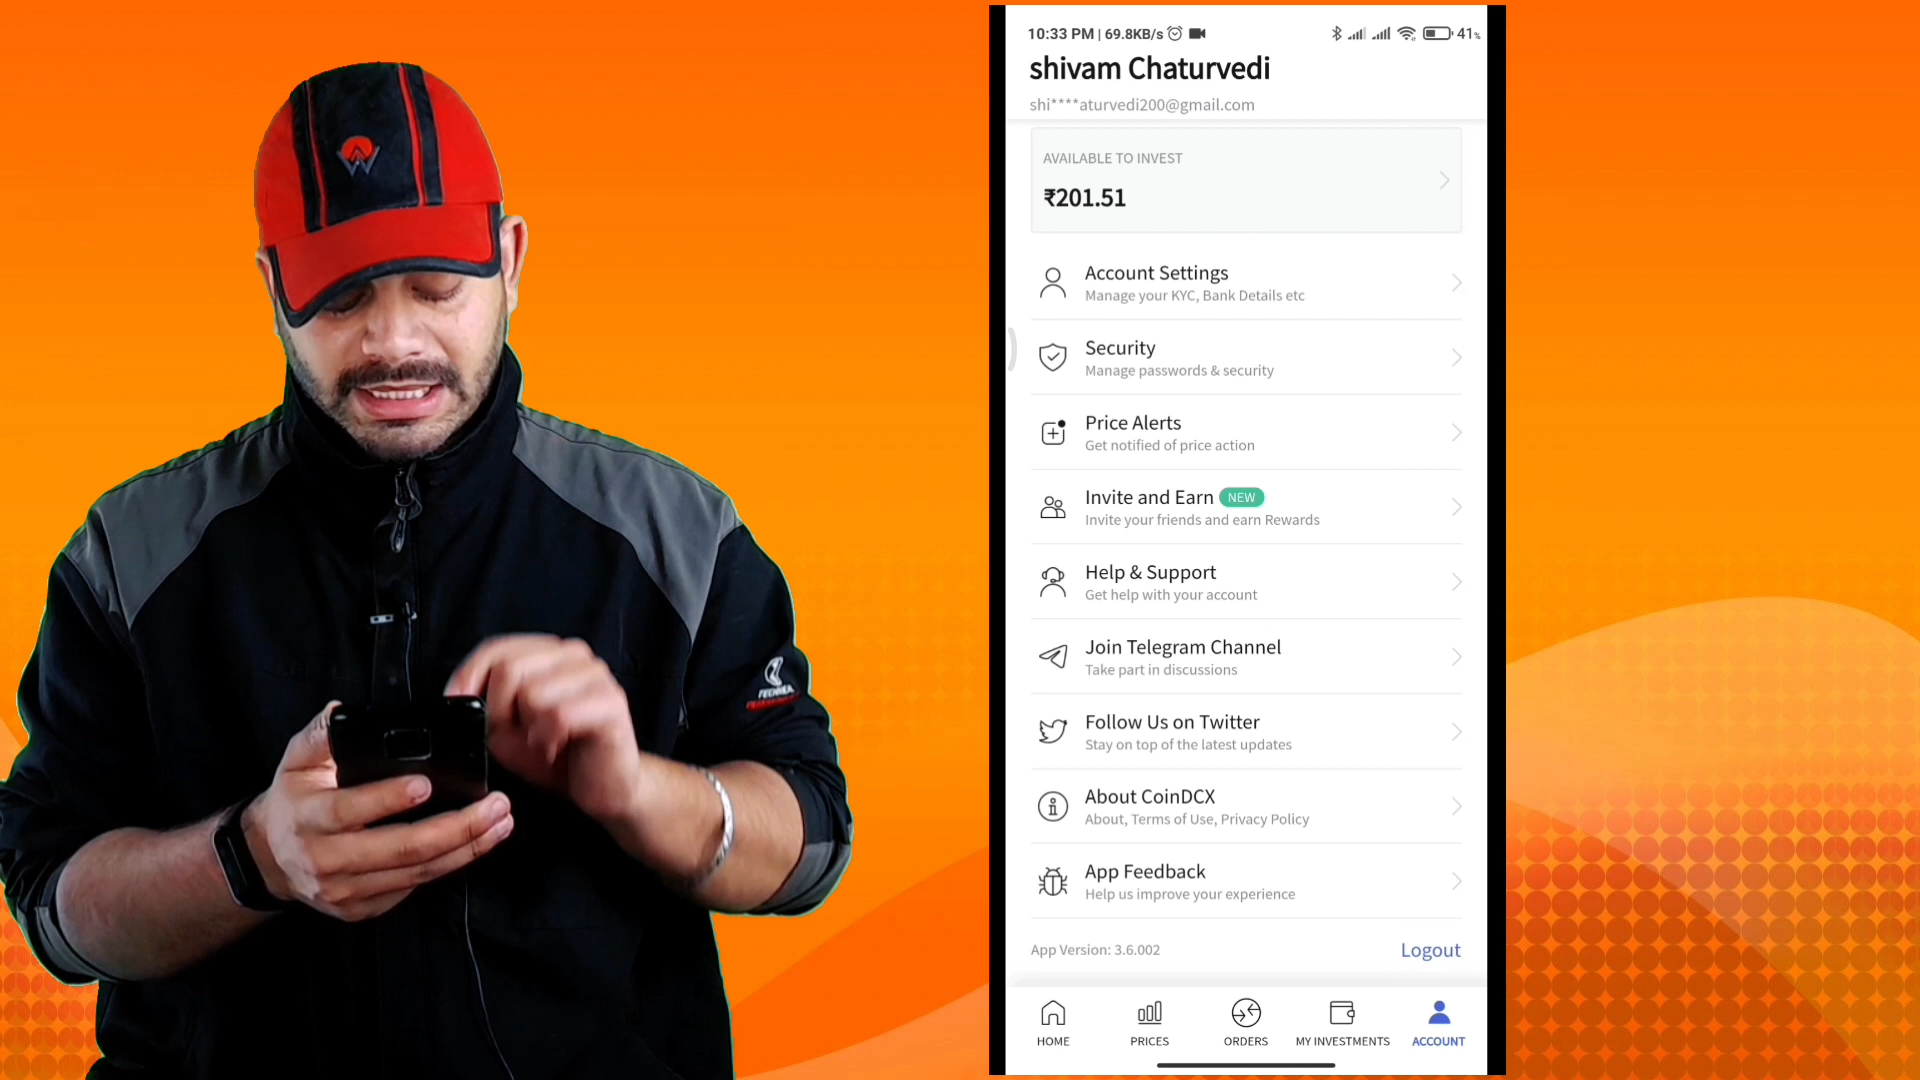 10:33 PM | 69.8KB/s
41%
shivam Chaturvedi
shi****aturvedi200@gmail.com
AVAILABLE TO INVEST
₹201.51
Account Settings
Manage your KYC, Bank Details etc
Security
Manage passwords & security
Price Alerts
Get notified of price action
Invite and Earn NEW
Invite your friends and earn Rewards
Help & Support
Get help with your account
Join Telegram Channel
Take part in discussions
Follow Us on Twitter
Stay on top of the latest updates
About CoinDCX
About, Terms of Use, Privacy Policy
App Feedback
Help us improve your experience
App Version: 3.6.002
Logout
HOME
PRICES
ORDERS
MY INVESTMENTS
ACCOUNT